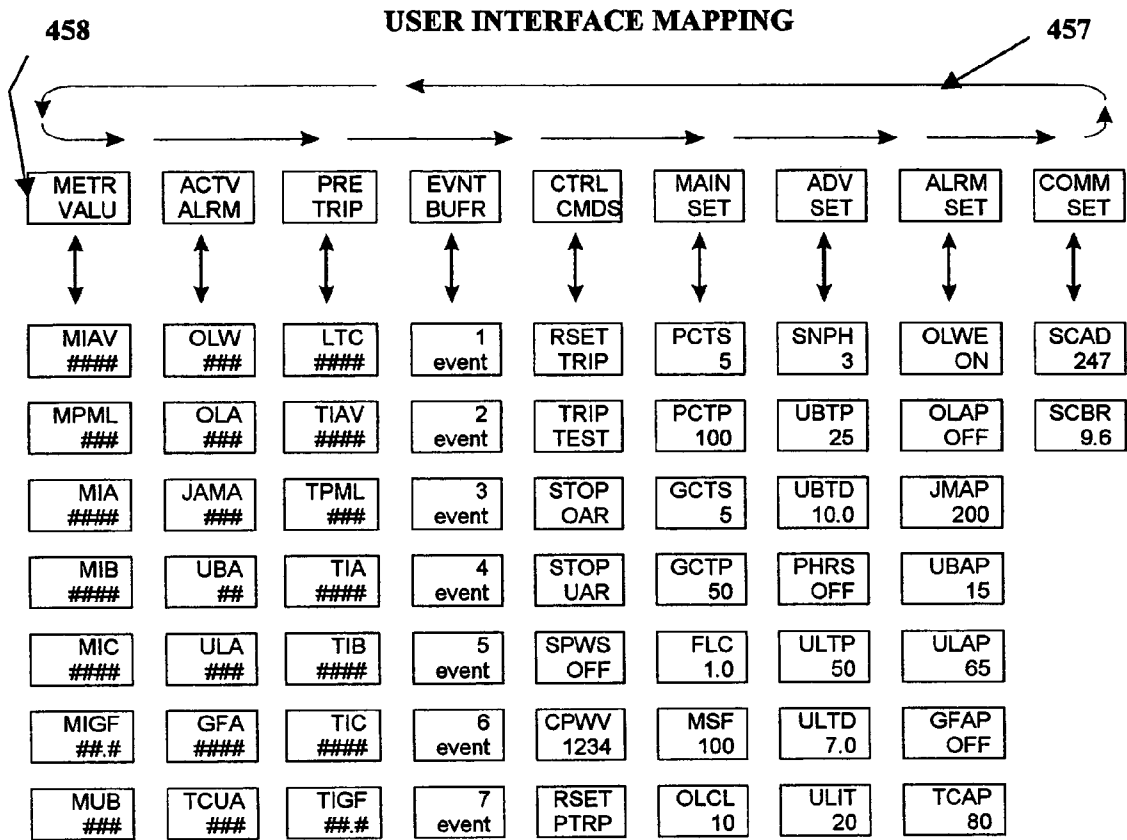 USER INTERFACE MAPPING
458
457
METR VALU
ACTV ALRM
PRE TRIP
EVNT BUFR
CTRL CMDS
MAIN SET
ADV SET
ALRM SET
COMM SET
MIAV ####
OLW ###
LTC ####
1 event
RSET TRIP
PCTS 5
SNPH 3
OLWE ON
SCAD 247
MPML ###
OLA ###
TIAV ####
2 event
TRIP TEST
PCTP 100
UBTP 25
OLAP OFF
SCBR 9.6
MIA ####
JAMA ###
TPML ###
3 event
STOP OAR
GCTS 5
UBTD 10.0
JMAP 200
MIB ####
UBA ##
TIA ####
4 event
STOP UAR
GCTP 50
PHRS OFF
UBAP 15
MIC ####
ULA ###
TIB ####
5 event
SPWS OFF
FLC 1.0
ULTP 50
ULAP 65
MIGF ##.#
GFA ####
TIC ####
6 event
CPWV 1234
MSF 100
ULTD 7.0
GFAP OFF
MUB ###
TCUA ###
TIGF ##.#
7 event
RSET PTRP
OLCL 10
ULIT 20
TCAP 80